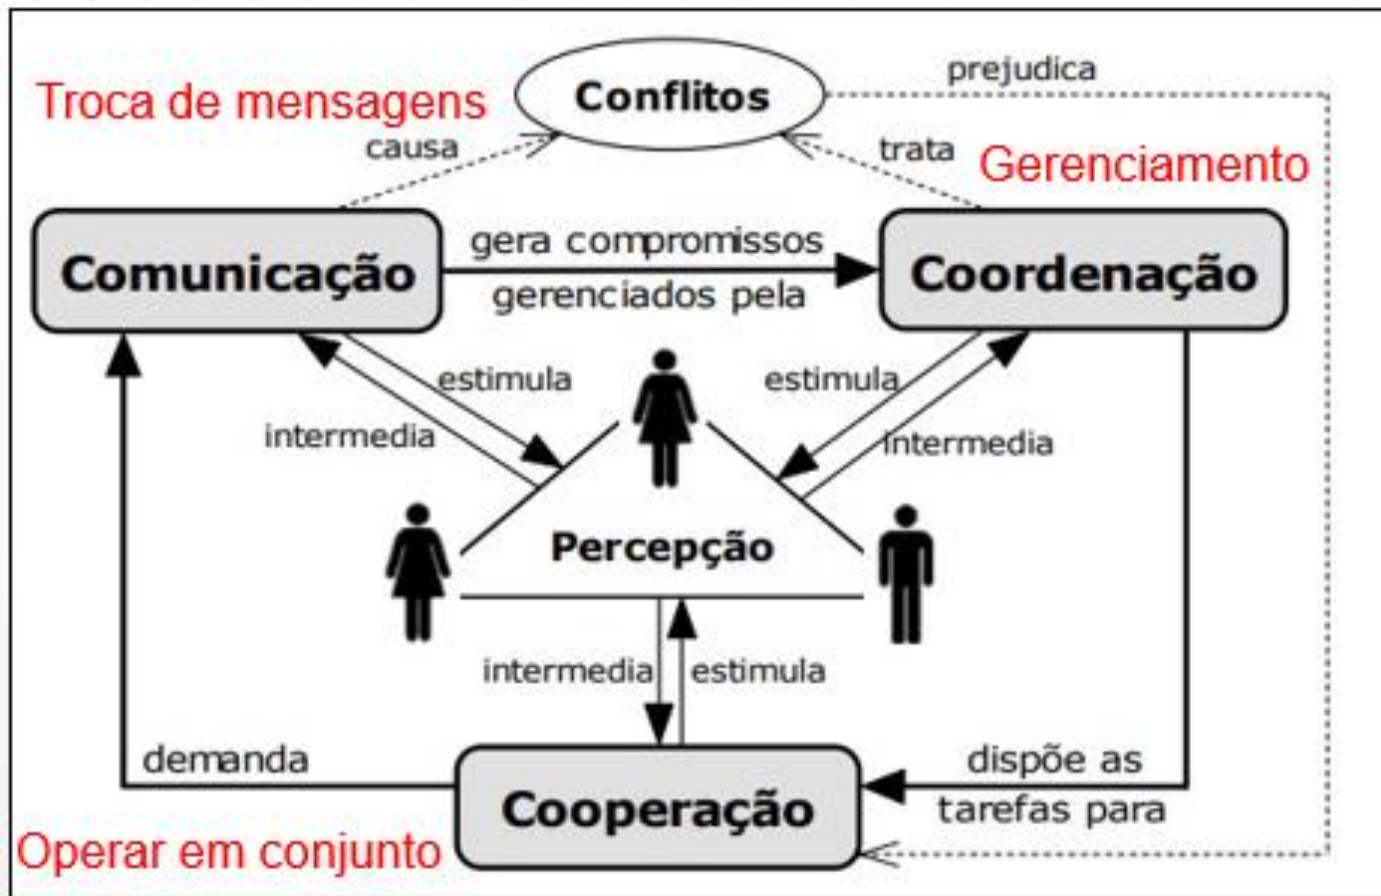 Conflitos
prejudica
Troca de mensagens
causa
trata
Gerenciamento
Comunicação
gera compromissos
gerenciados pela
Coordenação
estimula
estimula
intermedia
intermedia
Percepção
intermedia
estimula
demanda
dispõe as
tarefas para
Cooperação
Operar em conjunto